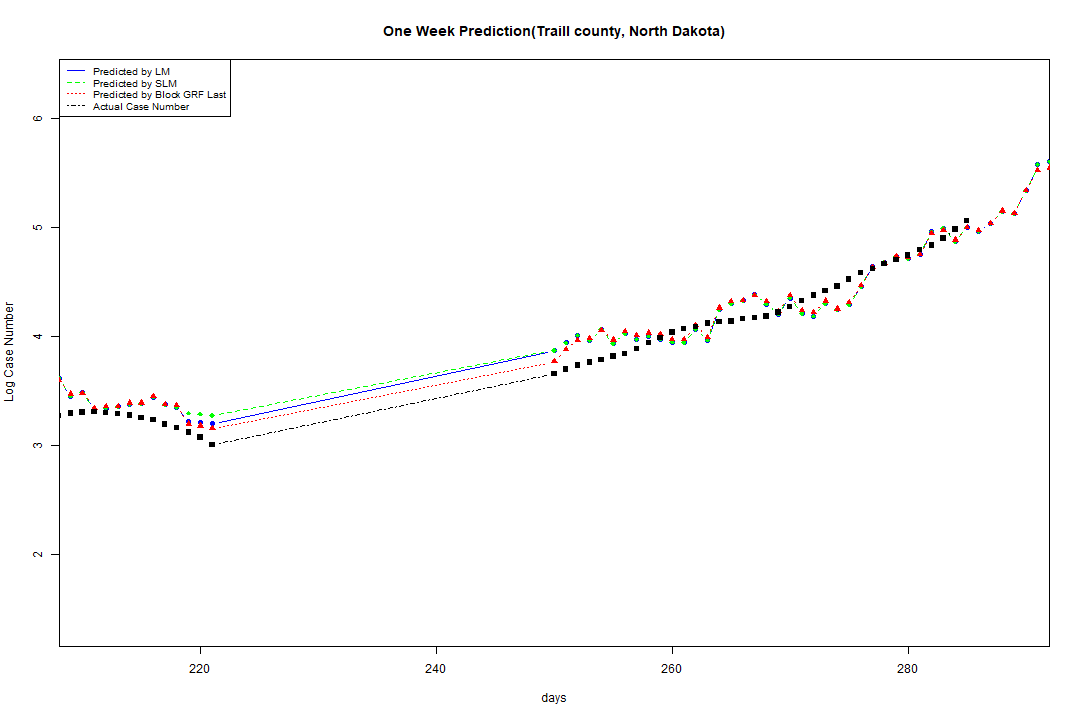 One Week Prediction(Traill county, North Dakota)
Predicted by LM
Predicted by SLM
Predicted by Block GRF Last
Actual Case Number
6
5
4
3
2
Log Case Number
220 240 260 280
days